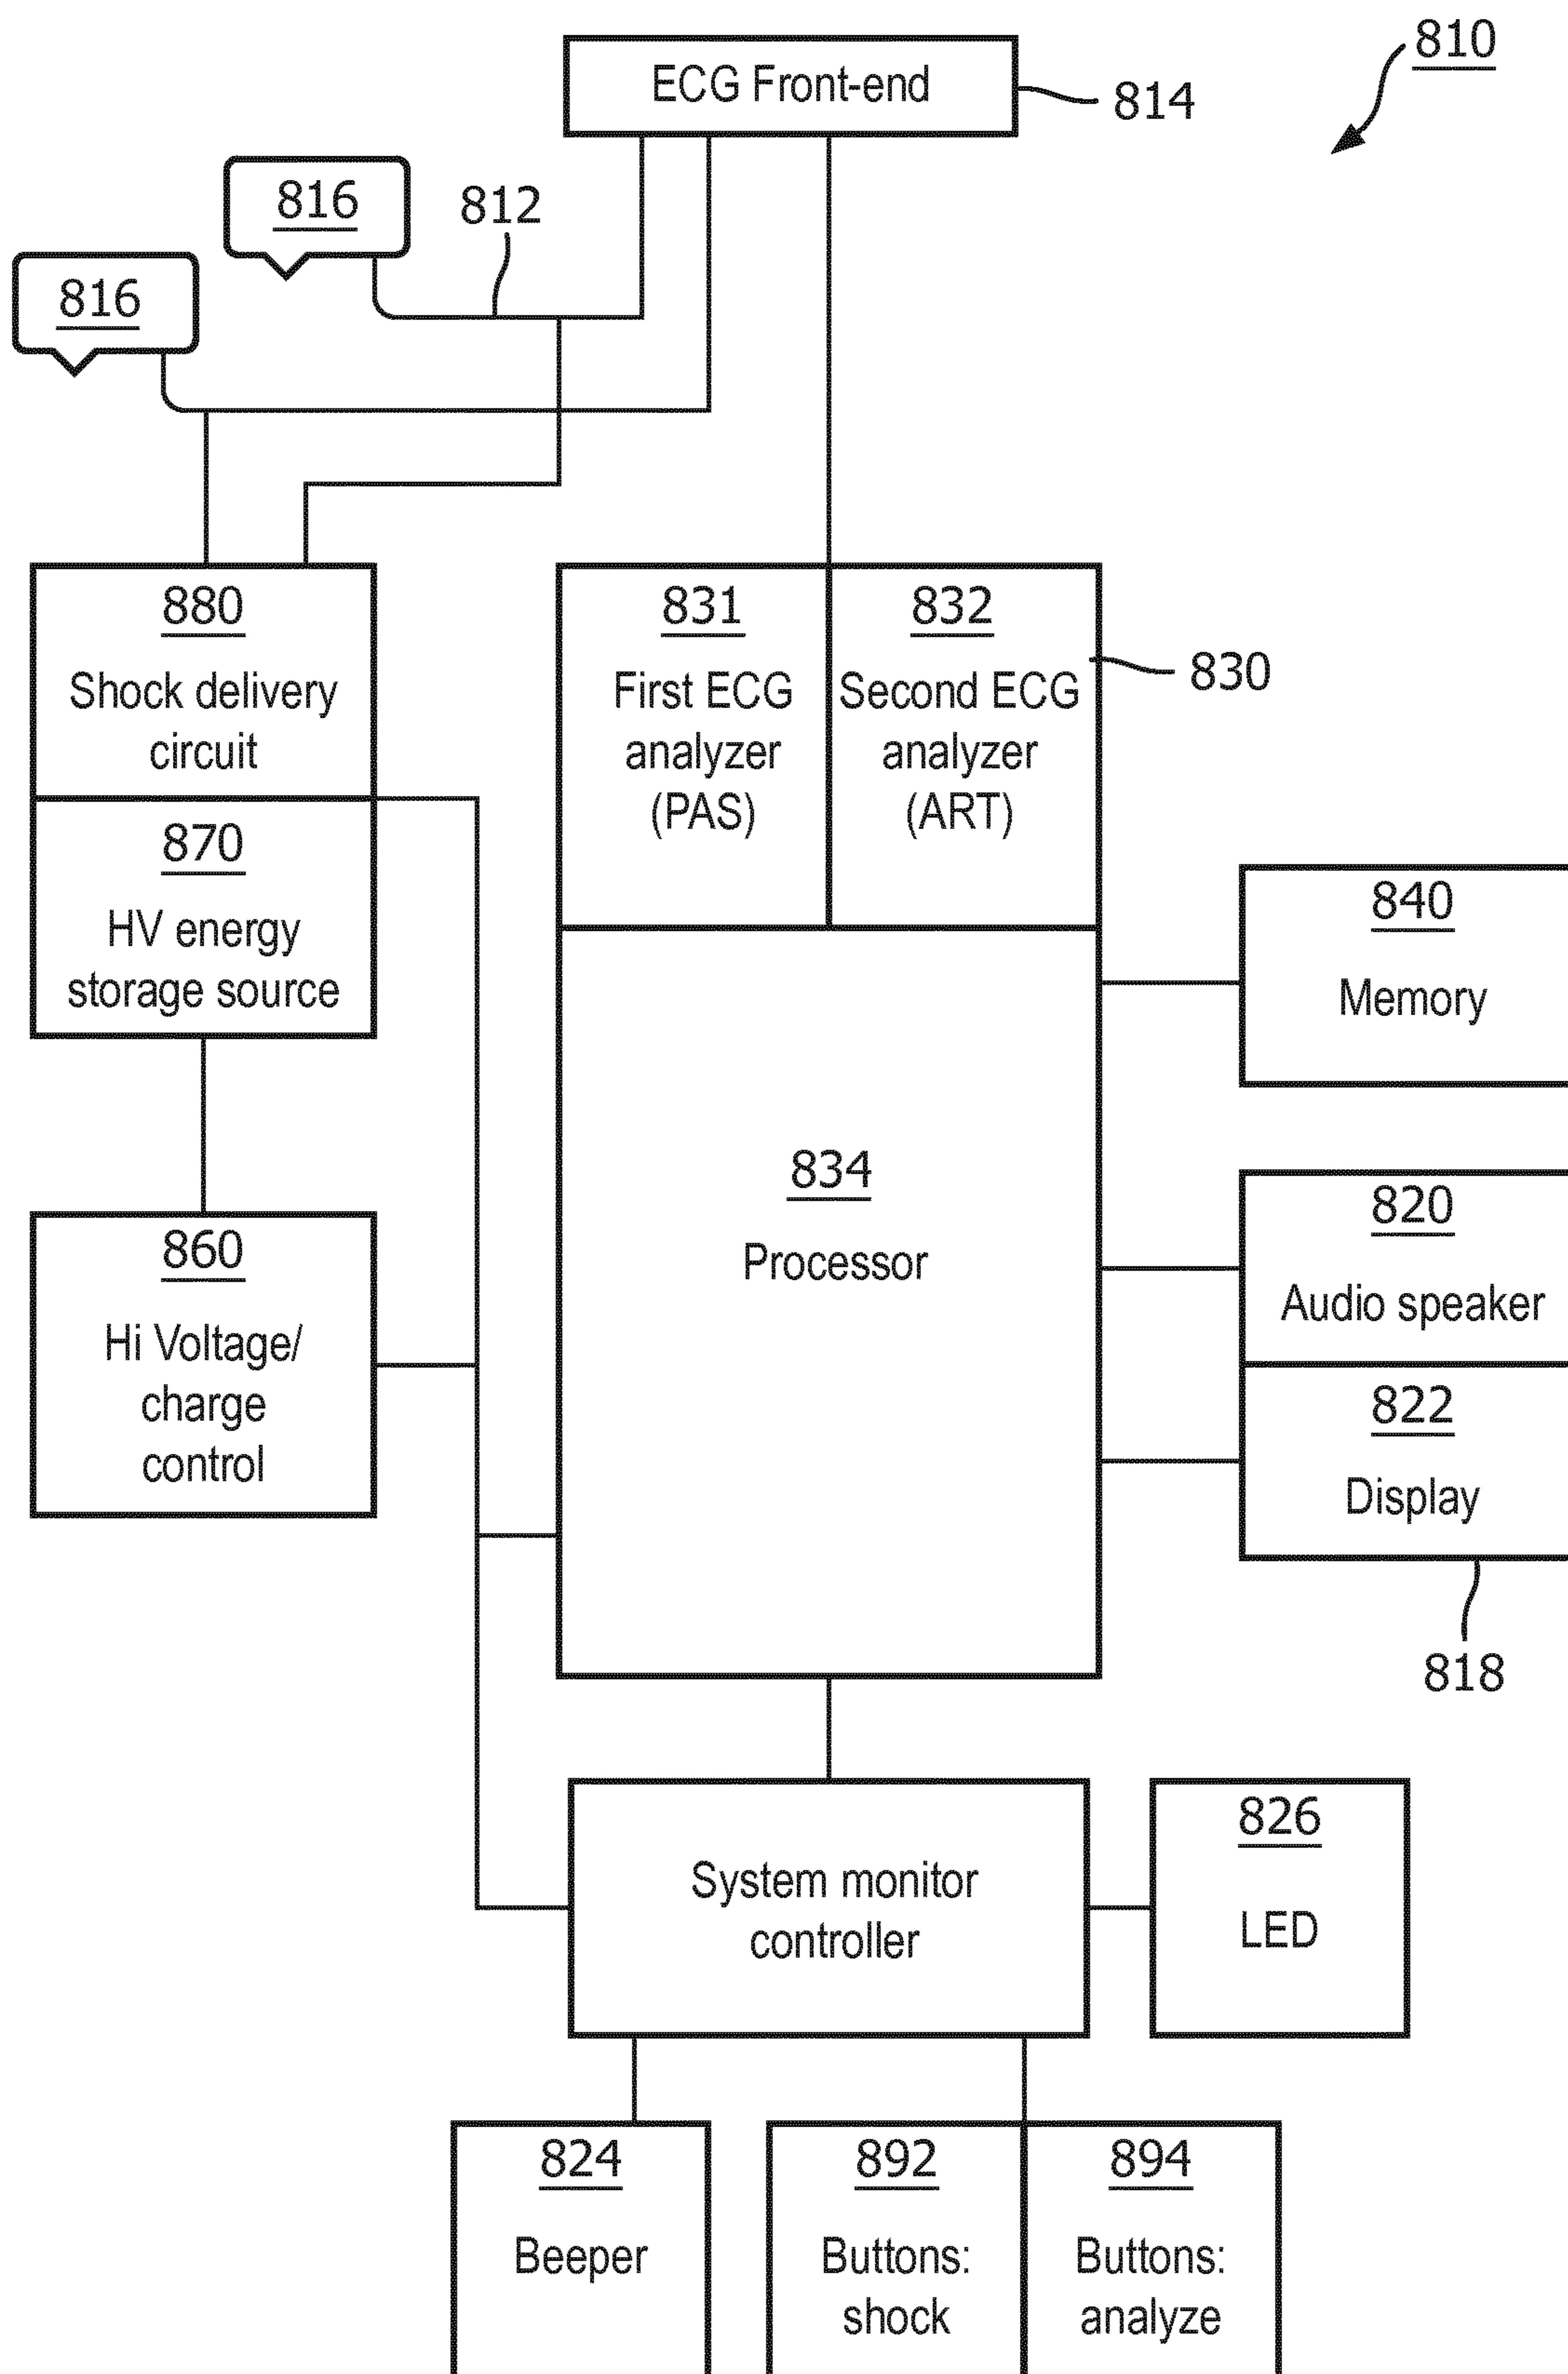 810
ECG Front-end
814
816
812
816
880
Shock delivery
circuit
831
First ECG
analyzer
(PAS)
832
Second ECG
analyzer
(ART)
830
870
HV energy
storage source
840
Memory
834
Processor
820
Audio speaker
860
Hi Voltage/
charge
control
822
Display
818
System monitor
controller
826
LED
824
Beeper
892
Buttons:
shock
894
Buttons:
analyze